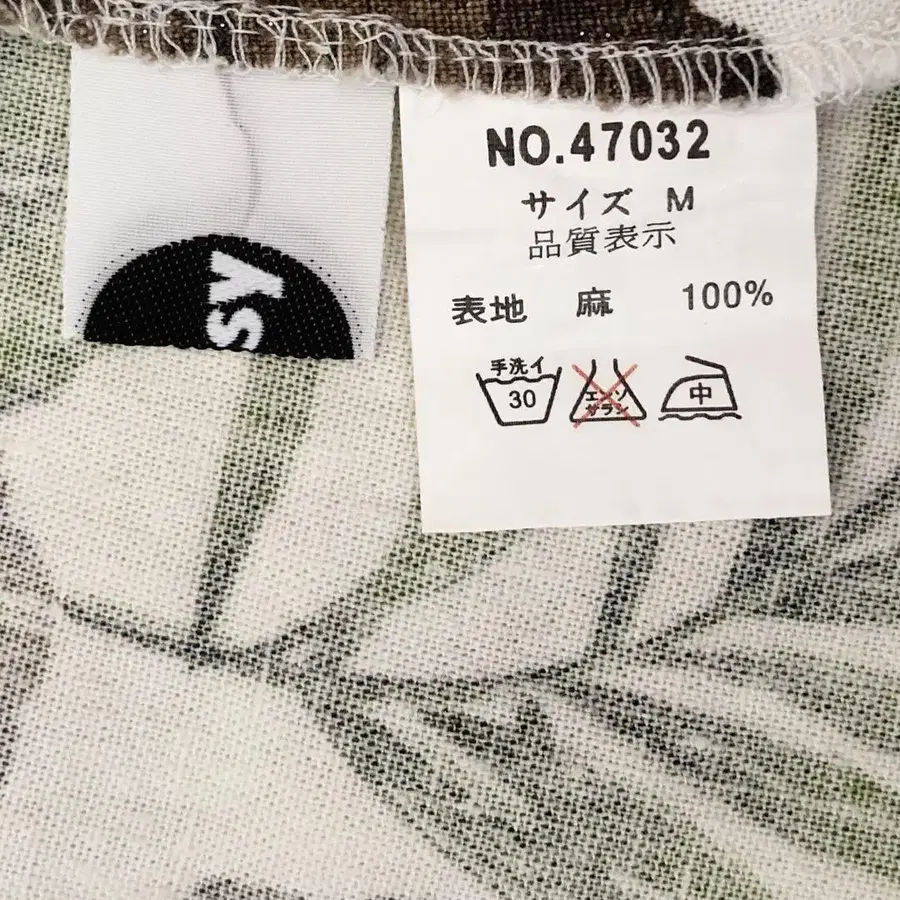 SY
NO.47032
サイズ M
品質表示
表地 麻 100%
手洗イ
30
エンソ
サラシ
中